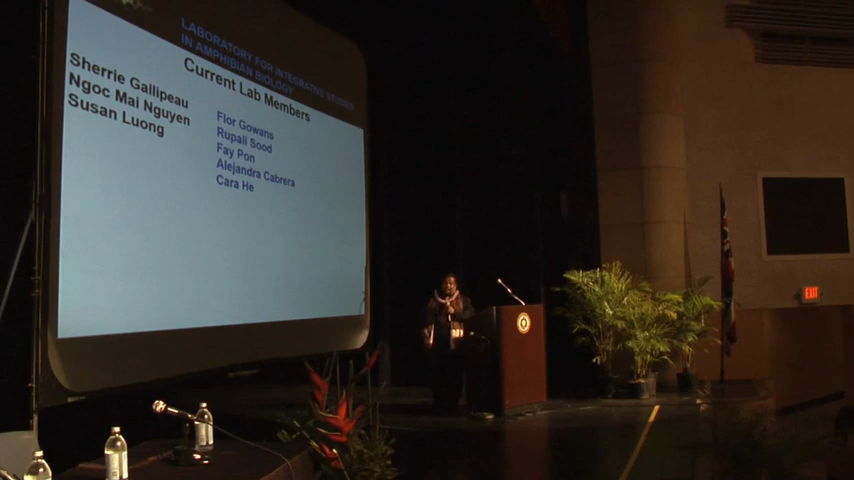 LABORATORY FOR INTEGRATIVE STUDIES
IN AMPHIBIAN BIOLOGY
Current Lab Members
Sherrie Gallipeau
Ngoc Mai Nguyen
Susan Luong
Flor Gowans
Rupali Sood
Fay Pon
Alejandra Cabrera
Cara He
EXIT